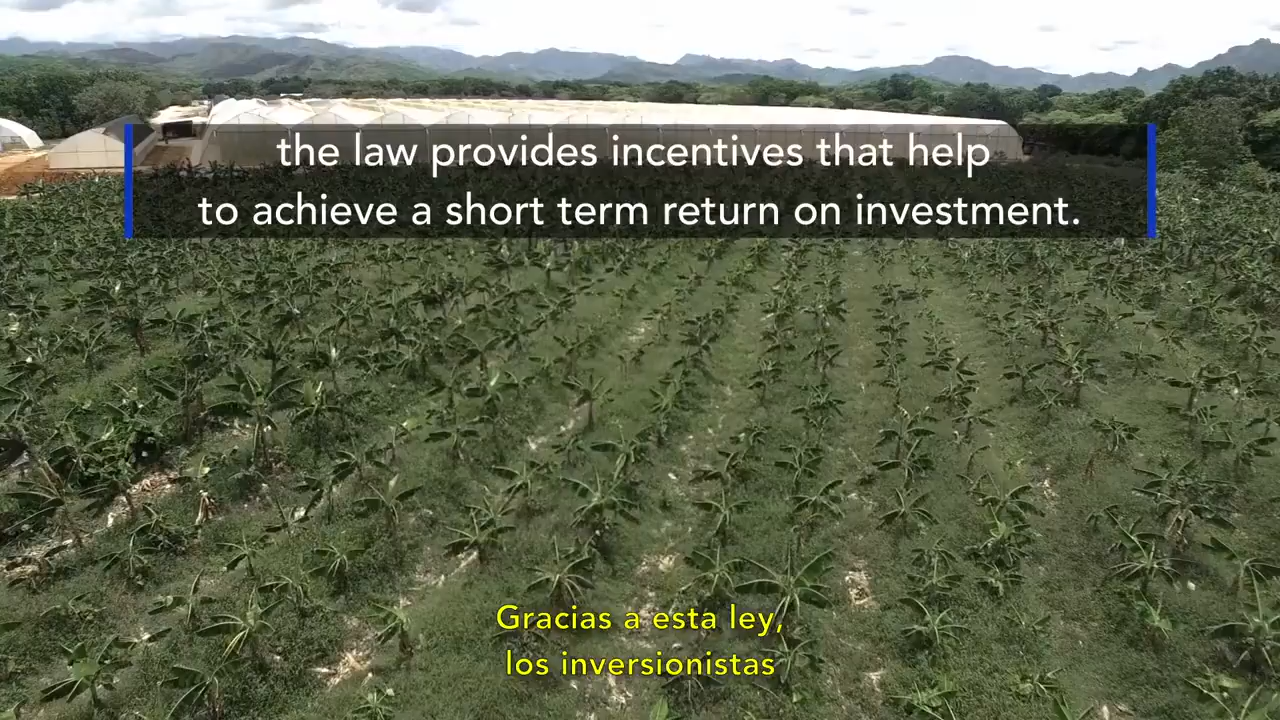 the law provides incentives that help
to achieve a short term return on investment.
Gracias a esta ley,
los inversionistas